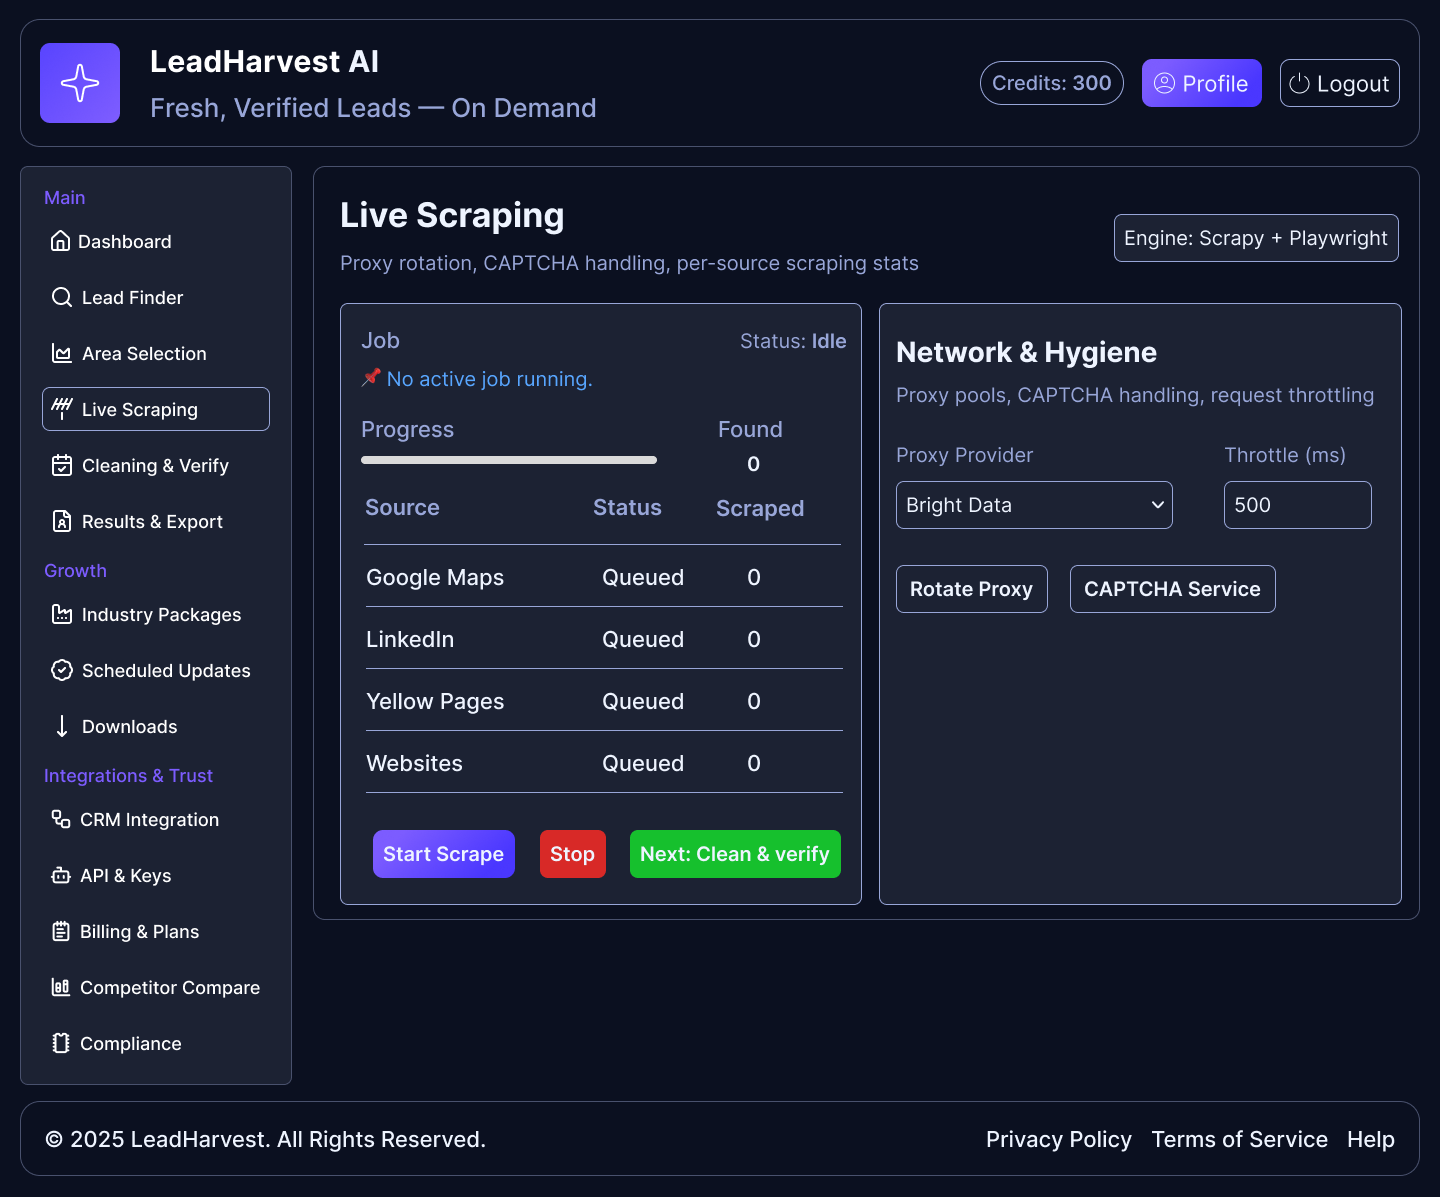 LeadHarvest AI
Fresh, Verified Leads — On Demand
Credits: 300
Profile
Logout
Main
Dashboard
Lead Finder
Area Selection
Live Scraping
Cleaning & Verify
Results & Export
Growth
Industry Packages
Scheduled Updates
Downloads
Integrations & Trust
CRM Integration
API & Keys
Billing & Plans
Competitor Compare
Compliance
Live Scraping
Proxy rotation, CAPTCHA handling, per-source scraping stats
Engine: Scrapy + Playwright
Job
Status: Idle
No active job running.
Progress
Found
0
Source Status Scraped
Google Maps Queued 0
LinkedIn Queued 0
Yellow Pages Queued 0
Websites Queued 0
Start Scrape
Stop
Next: Clean & verify
Network & Hygiene
Proxy pools, CAPTCHA handling, request throttling
Proxy Provider
Throttle (ms)
Bright Data
500
Rotate Proxy
CAPTCHA Service
© 2025 LeadHarvest. All Rights Reserved.
Privacy Policy Terms of Service Help